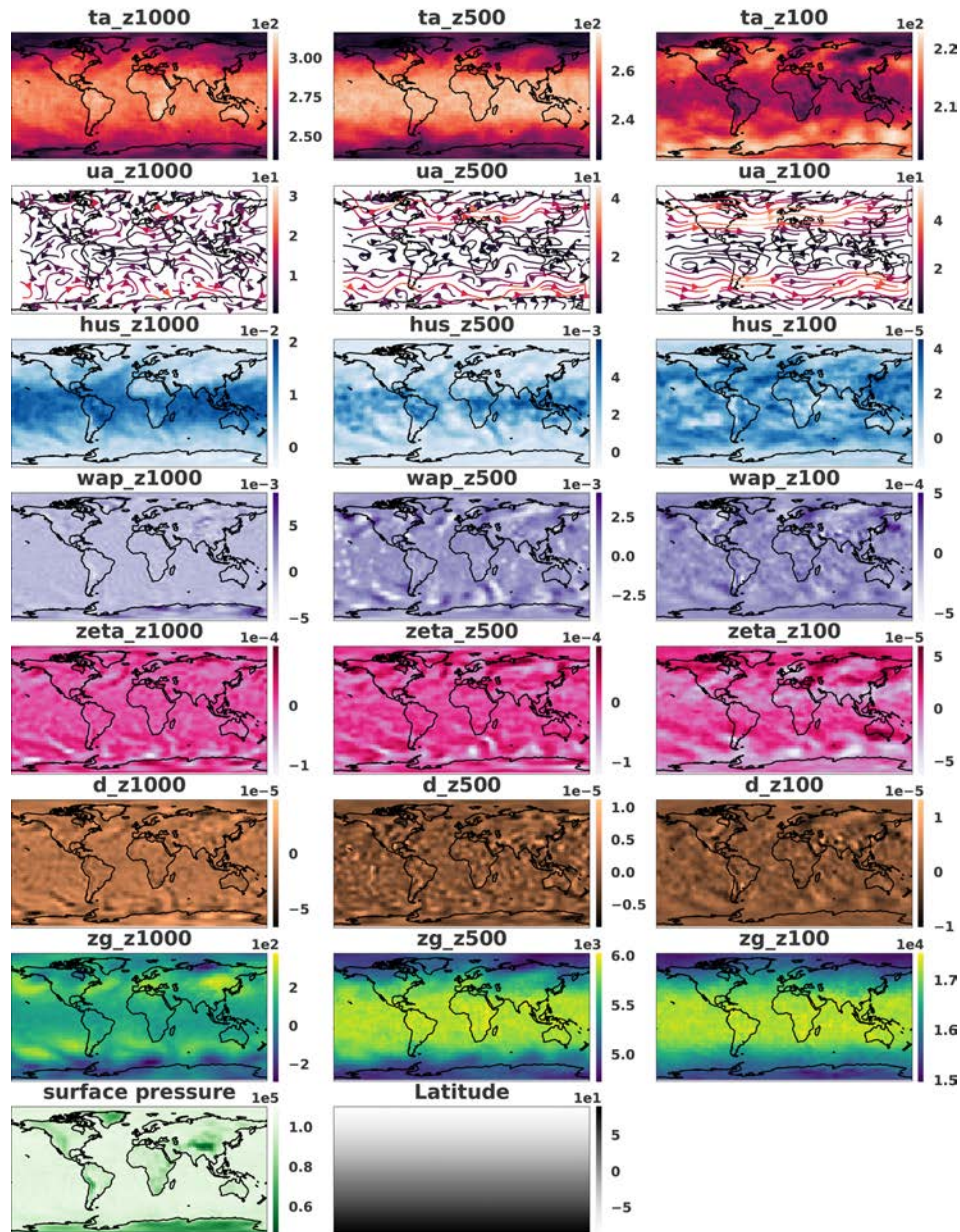 ta_z1000 ta_z500 ta_z100
1e2 1e2 1e2
3.00 2.6 2.2
2.75 2.1
2.50 2.4
ua_z1000 ua_z500 ua_z100
1e1 1e1 1e1
3 4 4
2 2 2
1
hus_z1000 hus_z500 hus_z100
1e-2 1e-3 1e-5
2 4 4
1 2 2
0 0 0
wap_z1000 wap_z500 wap_z100
1e-3 1e-3 1e-4
5 2.5 5
0 0.0 0
−5 −2.5 −5
zeta_z1000 zeta_z500 zeta_z100
1e-4 1e-4 1e-5
5
0 0 0
−1 −1 −5
d_z1000 d_z500 d_z100
1e-5 1e-5 1e-5
1.0 1
0 0.5 0
0.0
−5 −0.5 −1
zg_z1000 zg_z500 zg_z100
1e2 1e3 1e4
2 6.0 1.7
0 5.5 1.6
−2 5.0 1.5
surface pressure Latitude
1e5 1e1
1.0 5
0.8 0
0.6 −5